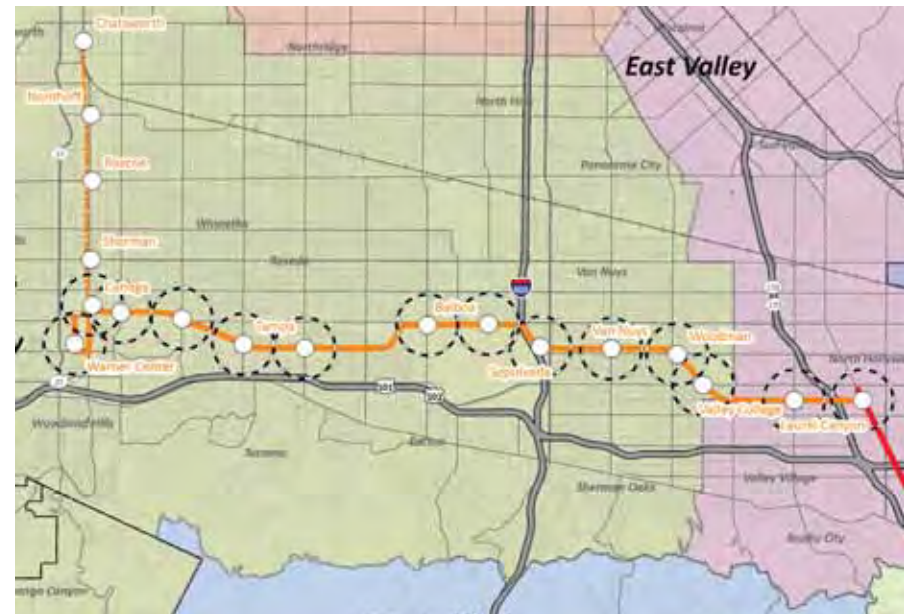 Chatsworth
Northridge
East Valley
Nordhoff
North Hills
Roscoe
Panorama City
Winnetka
Sherman
Reseda
Van Nuys
Canoga
Balboa
Van Nuys
Tampa
Woodman
Sepulveda
Warner Center
North Hollywo
101
101
Valley College
Laurel Canyon
Woodland Hills
Tarzana
Encino
Sherman Oaks
Valley Village
Studio City